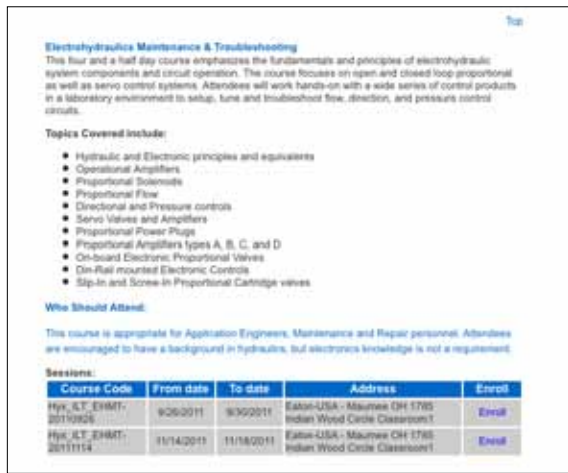 Top
Electrohydraulics Maintenance & Troubleshooting
This four and a half day course emphasizes the fundamentals and principles of electrohydraulic
system components and circuit operation. The course focuses on open and closed loop proportional
as well as servo control systems. Attendees will work hands-on with a wide series of control products
in a laboratory environment to setup, tune and troubleshoot flow, direction, and pressure control
circuits.
Topics Covered Include:
Hydraulic and Electronic principles and equivalents
Operational Amplifiers
Proportional Solenoids
Proportional Flow
Directional and Pressure controls
Servo Valves and Amplifiers
Proportional Power Plugs
Proportional Amplifiers types A, B, C, and D
On-board Electronic Proportional Valves
Din-Rail mounted Electronic Controls
Slip-In and Screw-In Proportional Cartridge valves
Who Should Attend:
This course is appropriate for Application Engineers, Maintenance and Repair personnel. Attendees
are encouraged to have a background in hydraulics, but electronics knowledge is not a requirement.
Sessions:
Course Code From date To date Address Enroll
Hyx_ILT_EHMT- 9/26/2011 9/30/2011 Eaton-USA - Maumee OH 1785 Enroll
20110926 Indian Wood Circle Classroom1
Hyx_ILT_EHMT- 11/14/2011 11/18/2011 Eaton-USA - Maumee OH 1785 Enroll
20111114 Indian Wood Circle Classroom1